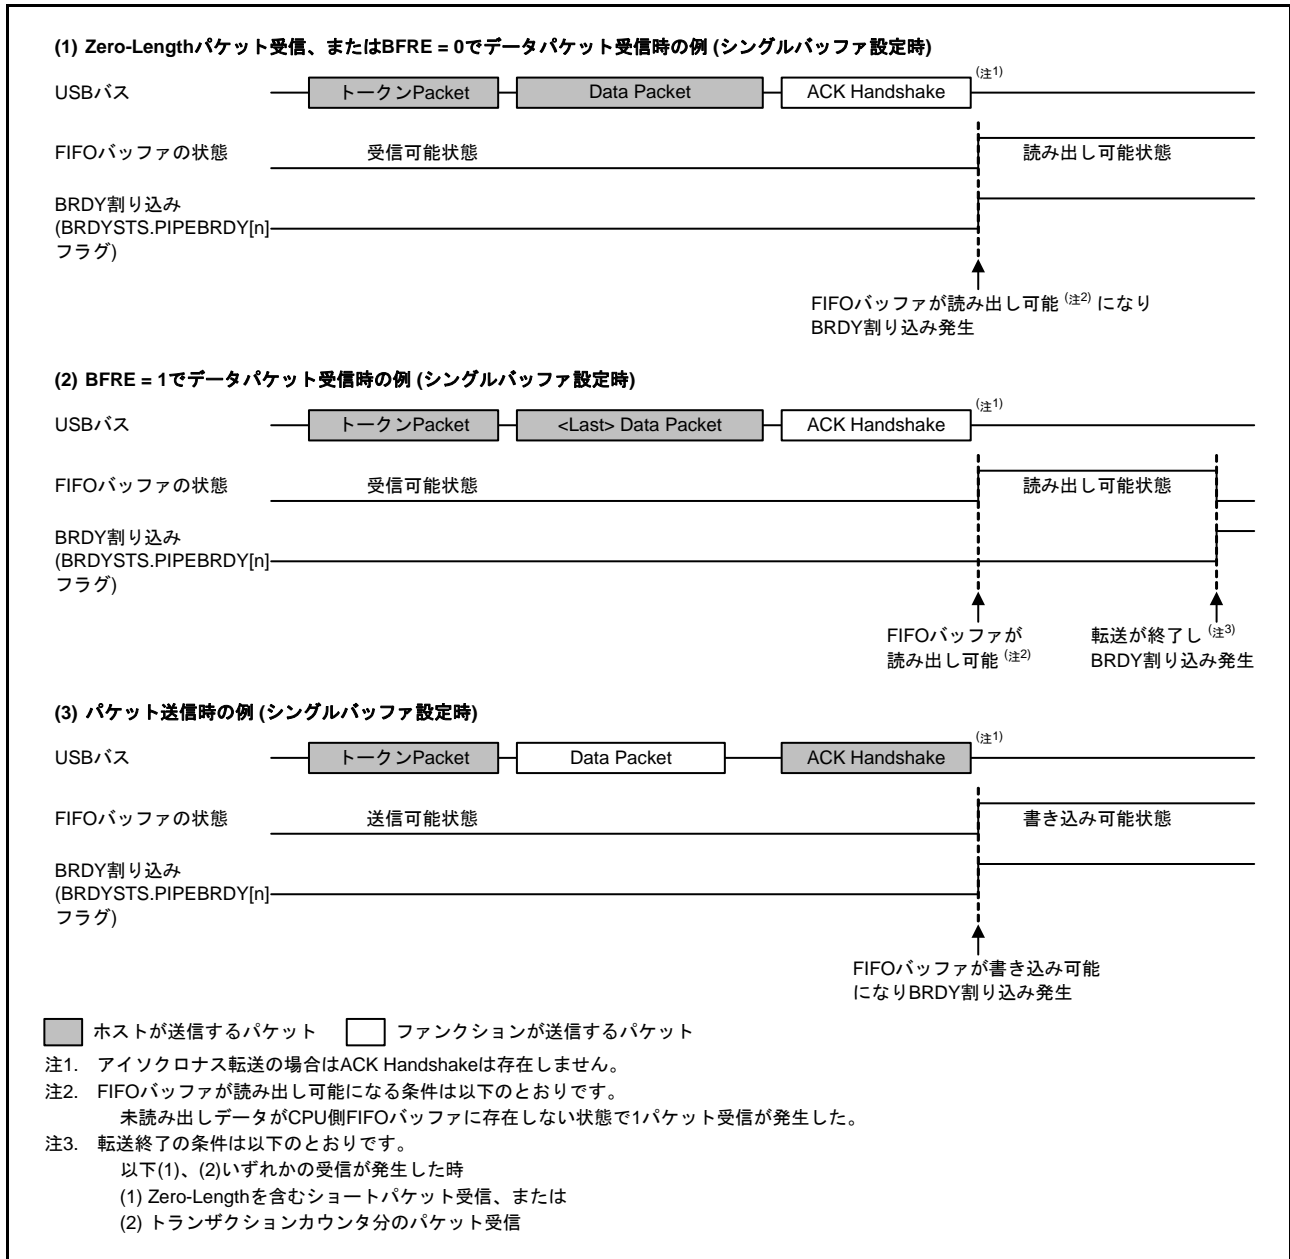 (1) Zero-Lengthパケット受信、またはBFRE = 0でデータパケット受信時の例 (シングルバッファ設定時)
USBバス
トークンPacket
Data Packet
ACK Handshake
(注1)
FIFOバッファの状態
受信可能状態
読み出し可能状態
BRDY割り込み
(BRDYSTS.PIPEBRDY[n]
フラグ)
FIFOバッファが読み出し可能 (注2) になり
BRDY割り込み発生
(2) BFRE = 1でデータパケット受信時の例 (シングルバッファ設定時)
USBバス
トークンPacket
<Last> Data Packet
ACK Handshake
(注1)
FIFOバッファの状態
受信可能状態
読み出し可能状態
BRDY割り込み
(BRDYSTS.PIPEBRDY[n]
フラグ)
FIFOバッファが
読み出し可能 (注2)
転送が終了し (注3)
BRDY割り込み発生
(3) パケット送信時の例 (シングルバッファ設定時)
USBバス
トークンPacket
Data Packet
ACK Handshake
(注1)
FIFOバッファの状態
送信可能状態
書き込み可能状態
BRDY割り込み
(BRDYSTS.PIPEBRDY[n]
フラグ)
FIFOバッファが書き込み可能
になりBRDY割り込み発生
ホストが送信するパケット
ファンクションが送信するパケット
注1. アイソクロナス転送の場合はACK Handshakeは存在しません。
注2. FIFOバッファが読み出し可能になる条件は以下のとおりです。
未読み出しデータがCPU側FIFOバッファに存在しない状態で1パケット受信が発生した。
注3. 転送終了の条件は以下のとおりです。
以下(1)、(2)いずれかの受信が発生した時
(1) Zero-Lengthを含むショートパケット受信、または
(2) トランザクションカウンタ分のパケット受信